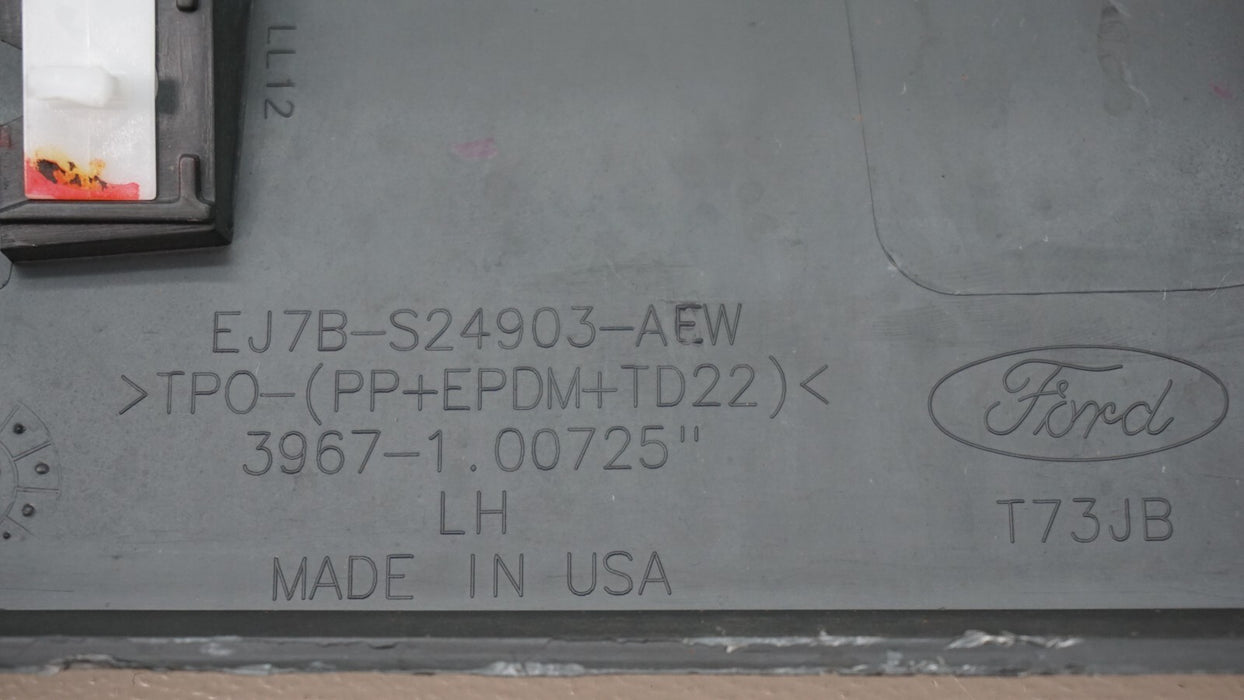 LL12
EJ7B-S24903-AEW
>TPO-(PP+EPDM+TD22)<
3967-1.00725"
LH
MADE IN USA
Ford
T73JB